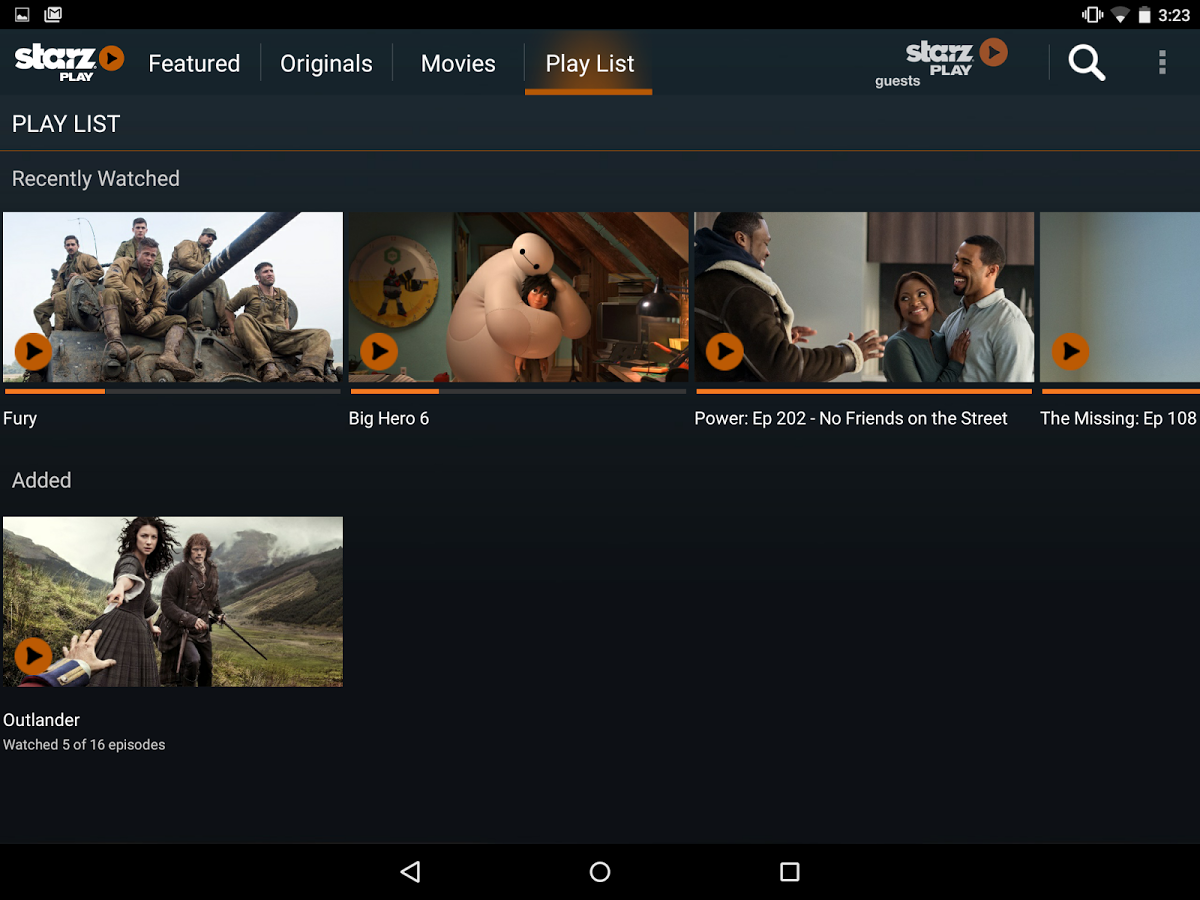 3:23
starz
PLAY
Featured
Originals
Movies
Play List
starz
PLAY
guests
PLAY LIST
Recently Watched
Fury
Big Hero 6
Power: Ep 202 - No Friends on the Street
The Missing: Ep 108
Added
Outlander
Watched 5 of 16 episodes